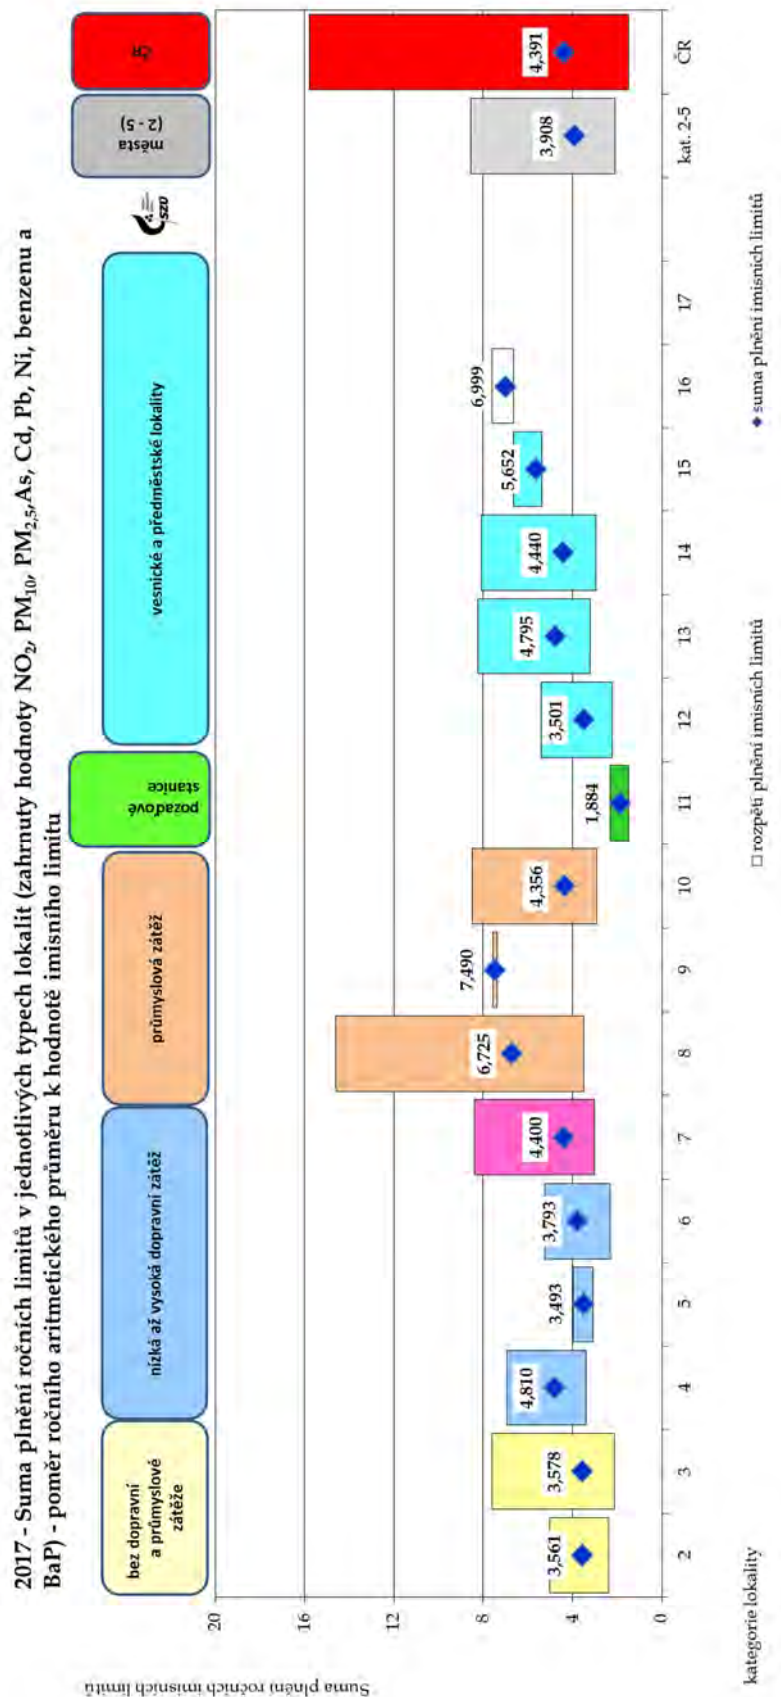 2017 - Suma plnění ročních limitů v jednotlivých typech lokalit (zahrnuty hodnoty NO₂, PM₁₀, PM₂,₅,As, Cd, Pb, Ni, benzenu a
BaP) - poměr ročního aritmetického průměru k hodnotě imisního limitu
bez dopravní
a průmyslové
zátěže
nízká až vysoká dopravní zátěž
průmyslová zátěž
pozaďové
stanice
vesnické a předměstské lokality
SZÚ
města
(2 - 5)
ČR
Suma plnění ročních imisních limitů
20
16
12
8
4
0
3,561
3,578
4,810
3,493
3,793
4,400
6,725
7,490
4,356
1,884
3,501
4,795
4,440
5,652
6,999
3,908
4,391
2
3
4
5
6
7
8
9
10
11
12
13
14
15
16
17
kat. 2-5
ČR
kategorie lokality
rozpětí plnění imisních limitů
suma plnění imisních limitů